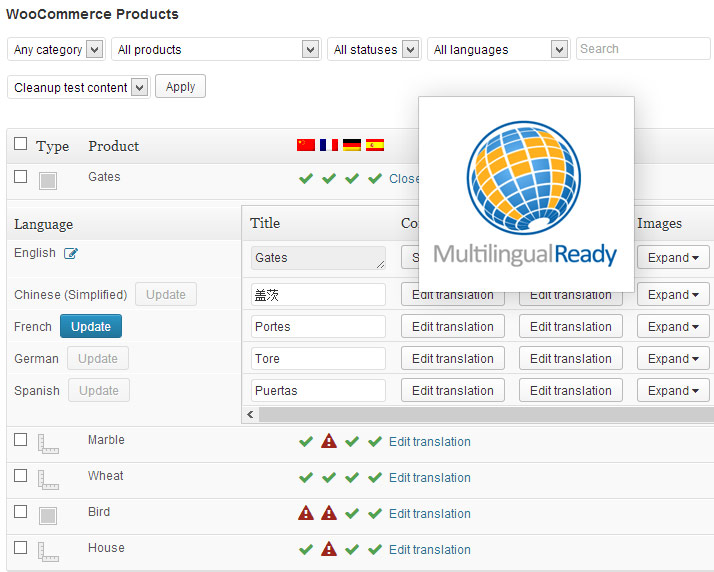 WooCommerce Products
Any category All products All statuses All languages Search
Cleanup test content Apply
Type Product
Gates Close
Language Title Images
English Gates Expand
Chinese (Simplified) Update 盖茨 Edit translation Edit translation Expand
French Update Portes Edit translation Edit translation Expand
German Update Tore Edit translation Edit translation Expand
Spanish Update Puertas Edit translation Edit translation Expand
Marble Edit translation
Wheat Edit translation
Bird Edit translation
House Edit translation
MultilingualReady